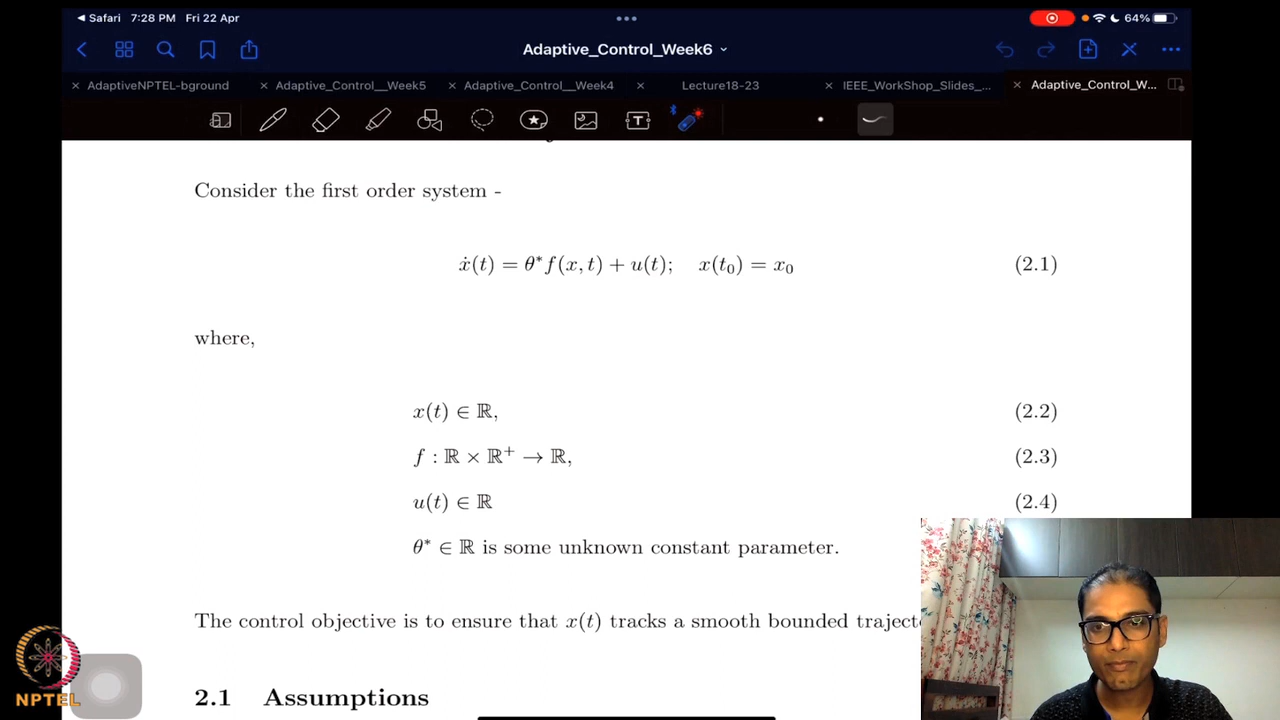 Safari 7:28 PM Fri 22 Apr 64%
Adaptive_Control_Week6
AdaptiveNPTEL-bground Adaptive_Control__Week5 Adaptive_Control__Week4 Lecture18-23 IEEE_WorkShop_Slides_... Adaptive_Control_W...
Consider the first order system -
ẋ(t) = θ*f(x, t) + u(t); x(t₀) = x₀ (2.1)
where,
x(t) ∈ ℝ, (2.2)
f : ℝ × ℝ⁺ → ℝ, (2.3)
u(t) ∈ ℝ (2.4)
θ* ∈ ℝ is some unknown constant parameter.
The control objective is to ensure that x(t) tracks a smooth bounded traject
2.1 Assumptions
NPTEL